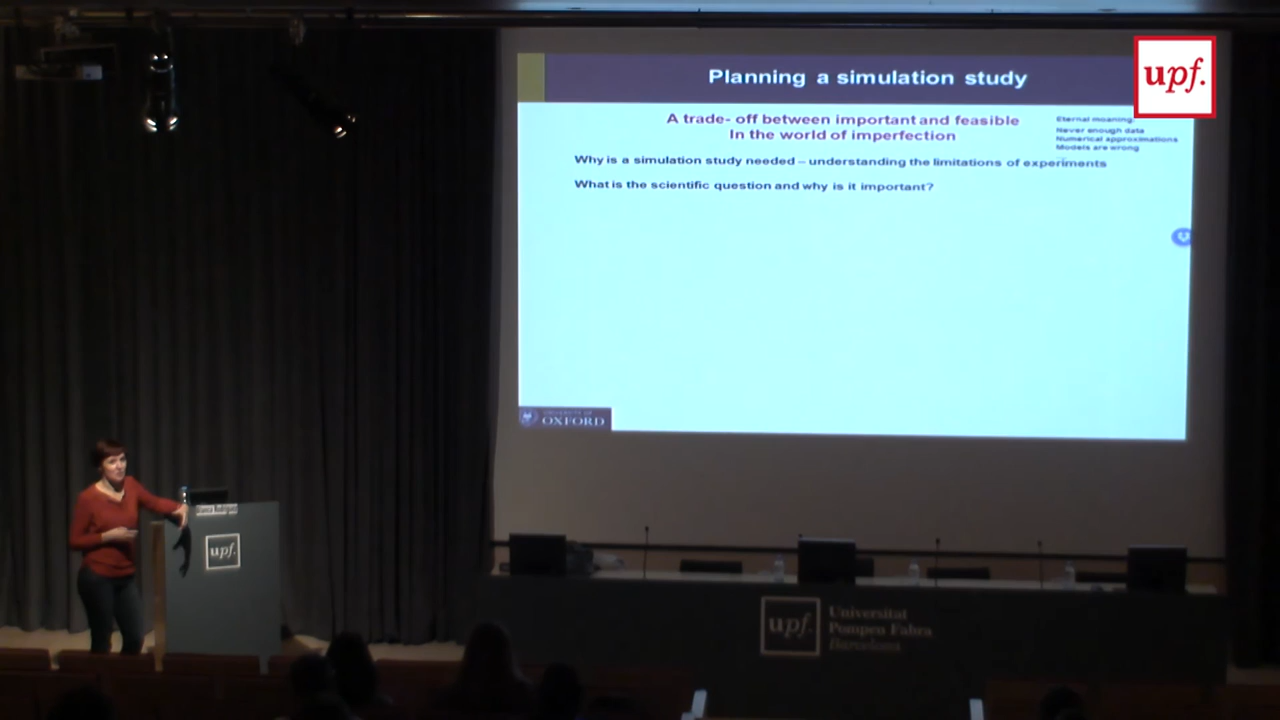 Planning a simulation study
upf.
A trade- off between important and feasible
In the world of imperfection
Eternal moaning:
Never enough data
Numerical approximations
Models are wrong
Why is a simulation study needed – understanding the limitations of experiments
What is the scientific question and why is it important?
UNIVERSITY OF
OXFORD
upf.
upf.
Universitat
Pompeu Fabra
Barcelona